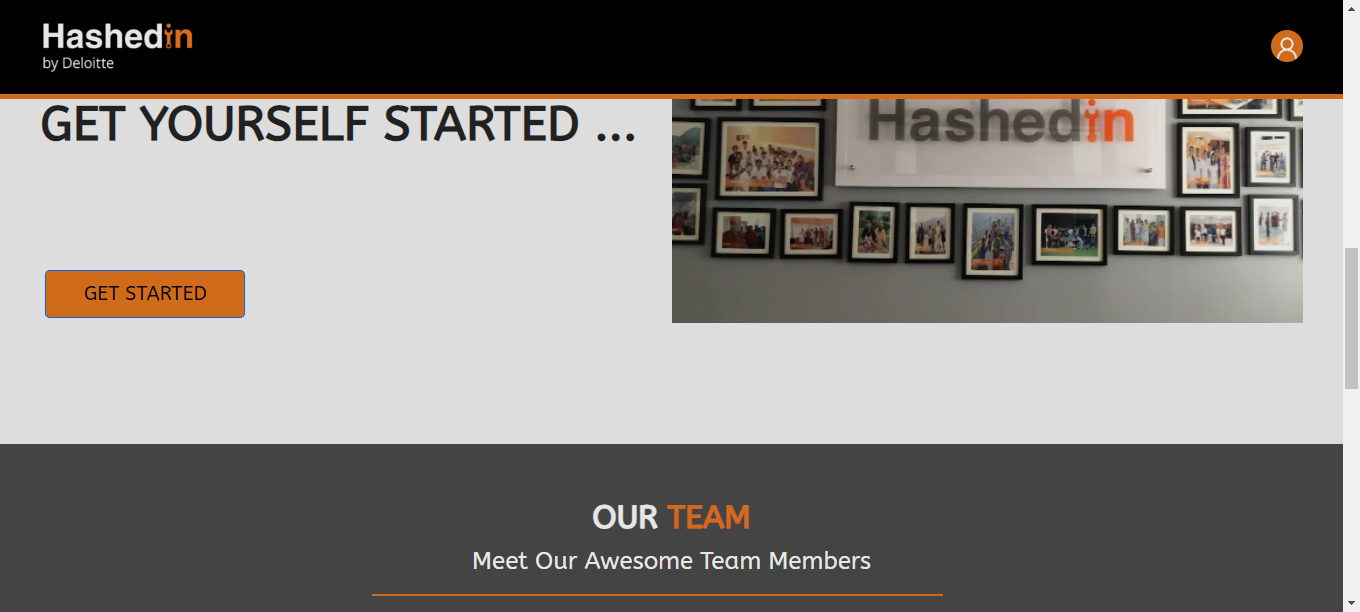 Hashedin
by Deloitte
GET YOURSELF STARTED ...
Hashedin
GET STARTED
OUR TEAM
Meet Our Awesome Team Members